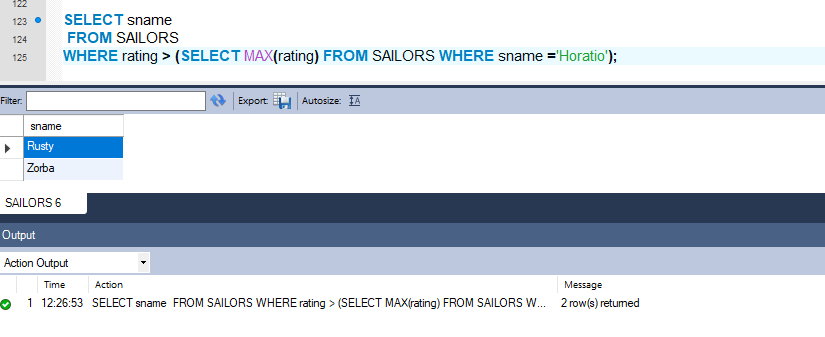 122
123 SELECT sname
124 FROM SAILORS
125 WHERE rating > (SELECT MAX(rating) FROM SAILORS WHERE sname ='Horatio');
Filter: Export: Autosize: IA
sname
Rusty
Zorba
SAILORS 6
Output
Action Output
Time Action Message
1 12:26:53 SELECT sname FROM SAILORS WHERE rating > (SELECT MAX(rating) FROM SAILORS W... 2 row(s) returned